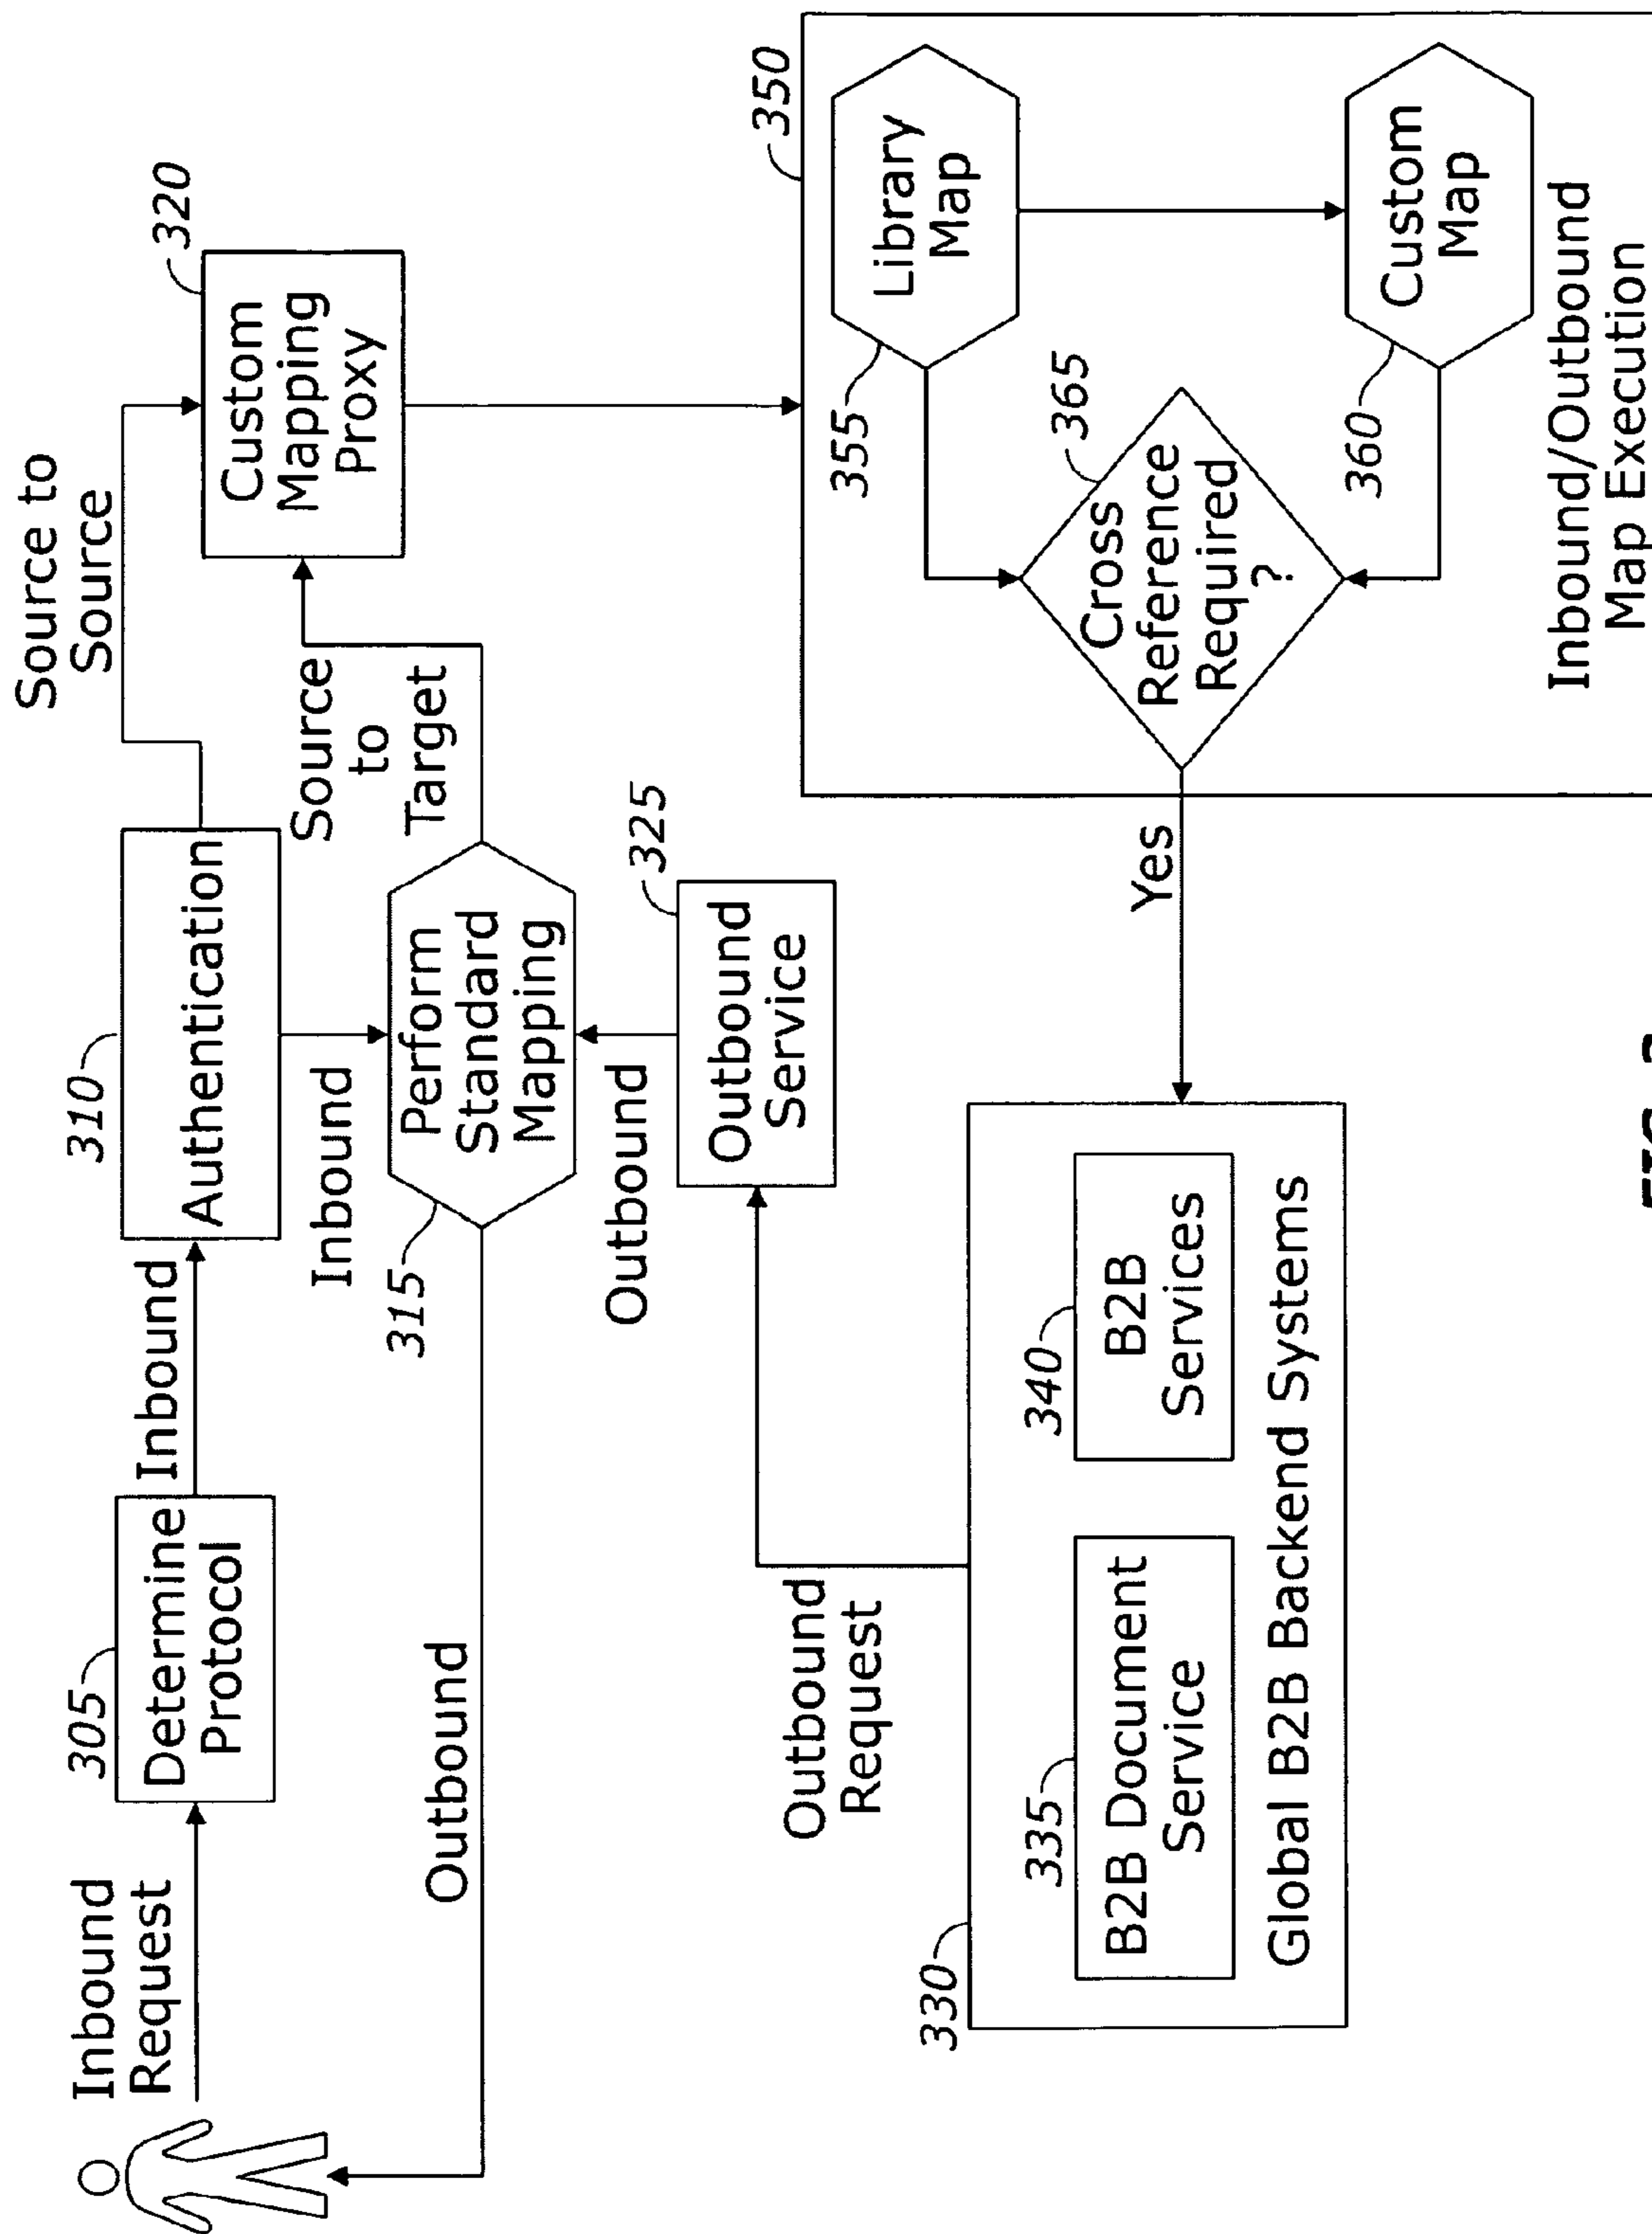 Inbound
Request
305
Determine
Protocol
Inbound
310
Authentication
Source to
Source
320
Custom
Mapping
Proxy
Inbound
Source
to
Target
315
Perform
Standard
Mapping
Outbound
Outbound
325
Outbound
Service
Outbound
Request
330
335
B2B Document
Service
340
B2B
Services
Global B2B Backend Systems
Yes
350
355
Library
Map
365
Cross
Reference
Required
?
360
Custom
Map
Inbound/Outbound
Map Execution